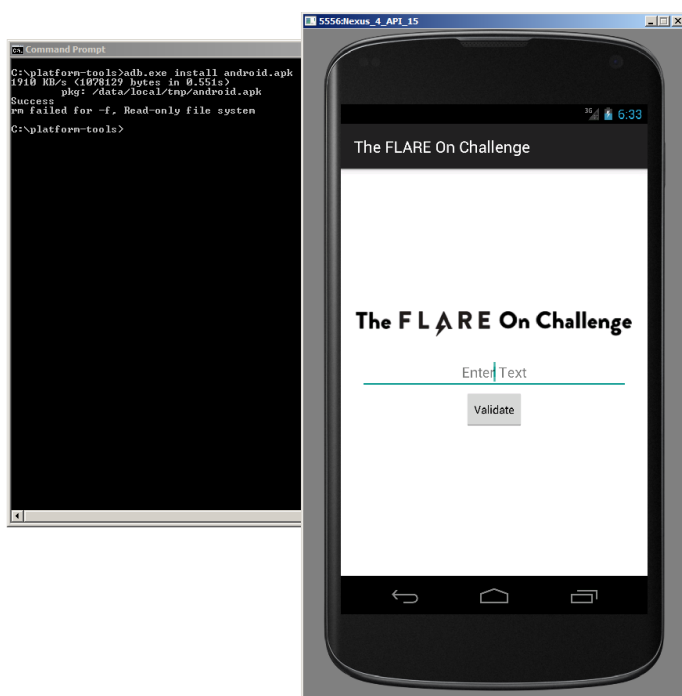 Command Prompt
C:\platform-tools>adb.exe install android.apk
1910 KB/s (1078129 bytes in 0.551s)
pkg: /data/local/tmp/android.apk
Success
rm failed for -f, Read-only file system
C:\platform-tools>
5556:Nexus_4_API_15
3G 6:33
The FLARE On Challenge
The FLARE On Challenge
Enter Text
Validate